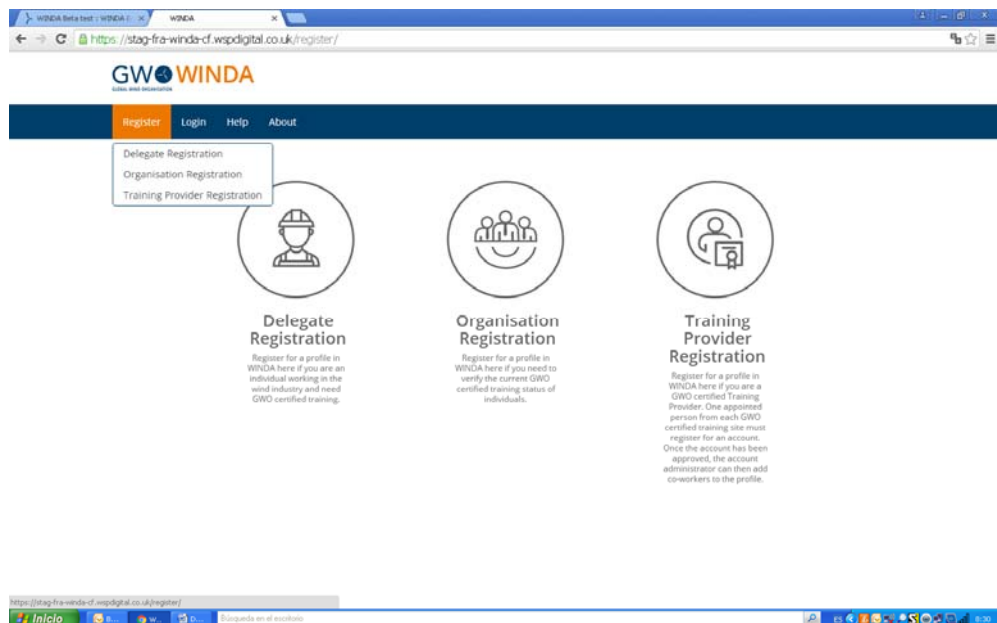 WINDA Beta test : WINDA
WINDA
https://stag-fra-winda-cf.wspdigital.co.uk/register/
GWO WINDA
GLOBAL WIND ORGANISATION
Register Login Help About
Delegate Registration
Organisation Registration
Training Provider Registration
Delegate
Registration
Register for a profile in
WINDA here if you are an
individual working in the
wind industry and need
GWO certified training.
Organisation
Registration
Register for a profile in
WINDA here if you need to
verify the current GWO
certified training status of
individuals.
Training
Provider
Registration
Register for a profile in
WINDA here if you are a
GWO certified Training
Provider. One appointed
person from each GWO
certified training site must
register for an account.
Once the account has been
approved, the account
administrator can then add
co-workers to the profile.
https://stag-fra-winda-cf.wspdigital.co.uk/register/
Inicio
Búsqueda en el escritorio
ES
8:30